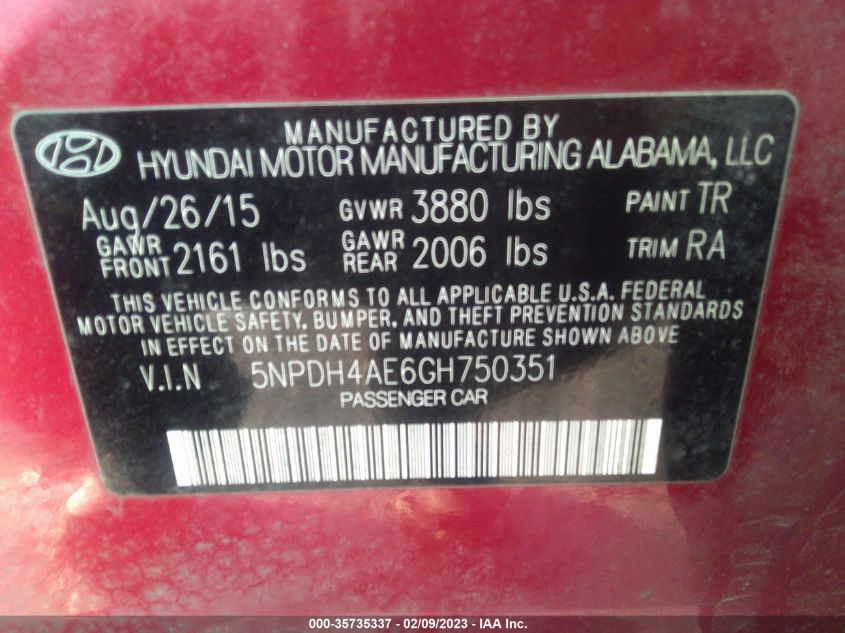 MANUFACTURED BY
HYUNDAI MOTOR MANUFACTURING ALABAMA, LLC
Aug/26/15 GVWR 3880 lbs PAINT TR
GAWR FRONT 2161 lbs GAWR REAR 2006 lbs TRIM RA
THIS VEHICLE CONFORMS TO ALL APPLICABLE U.S.A. FEDERAL
MOTOR VEHICLE SAFETY, BUMPER, AND THEFT PREVENTION STANDARDS
IN EFFECT ON THE DATE OF MANUFACTURE SHOWN ABOVE
V.I.N 5NPDH4AE6GH750351
PASSENGER CAR
000-35735337 - 02/09/2023 - IAA Inc.